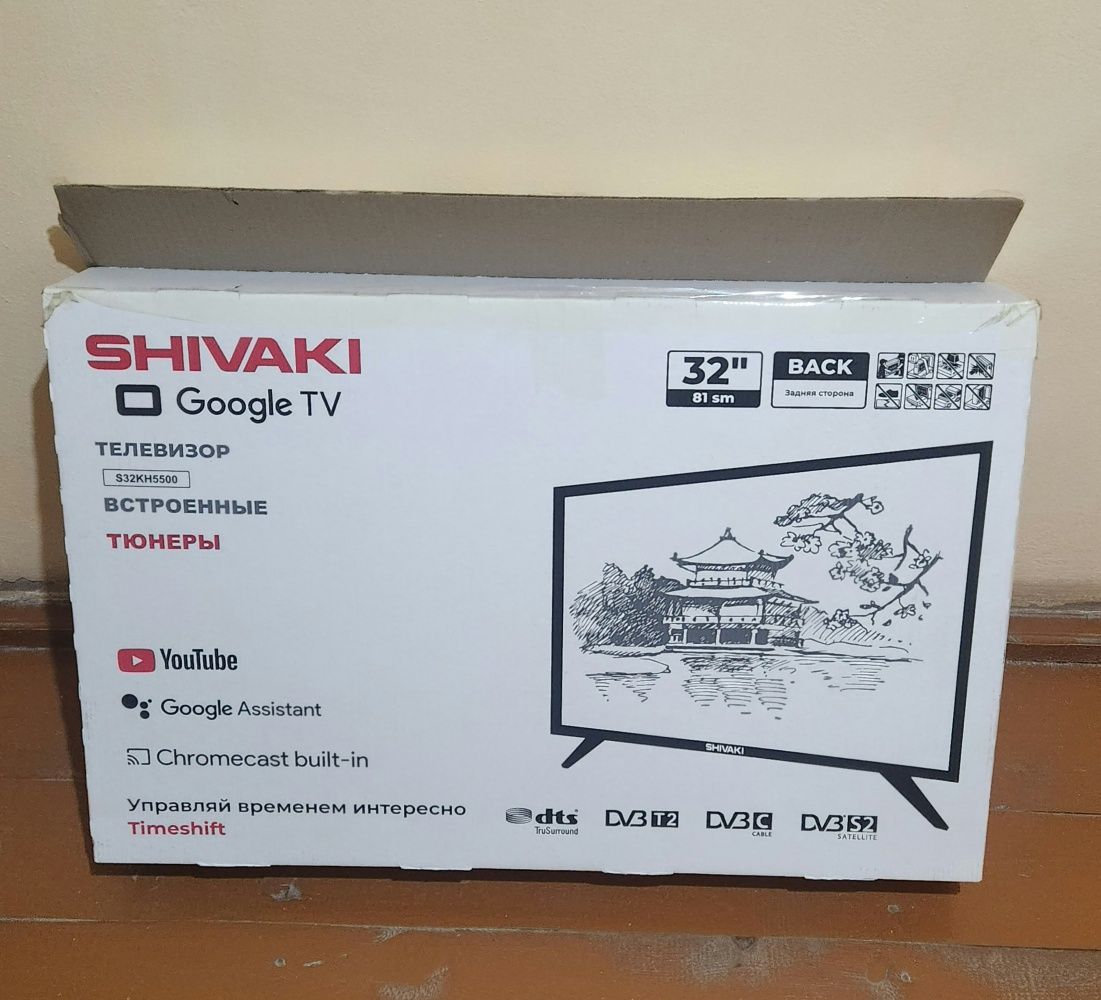 SHIVAKI
Google TV
ТЕЛЕВИЗОР
S32KH5500
ВСТРОЕННЫЕ
ТЮНЕРЫ
32"
81 sm
BACK
Задняя сторона
YouTube
Google Assistant
Chromecast built-in
Управляй временем интересно
Timeshift
SHIVAKI
dts
TruSurround
DVB T2
DVB C
CABLE
DVB S2
SATELLITE